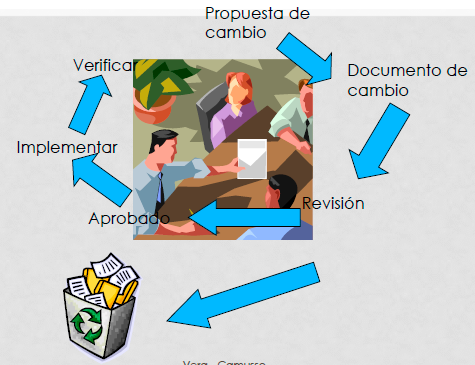 Propuesta de
cambio
Documento de
cambio
Revisión
Aprobado
Implementar
Verificar